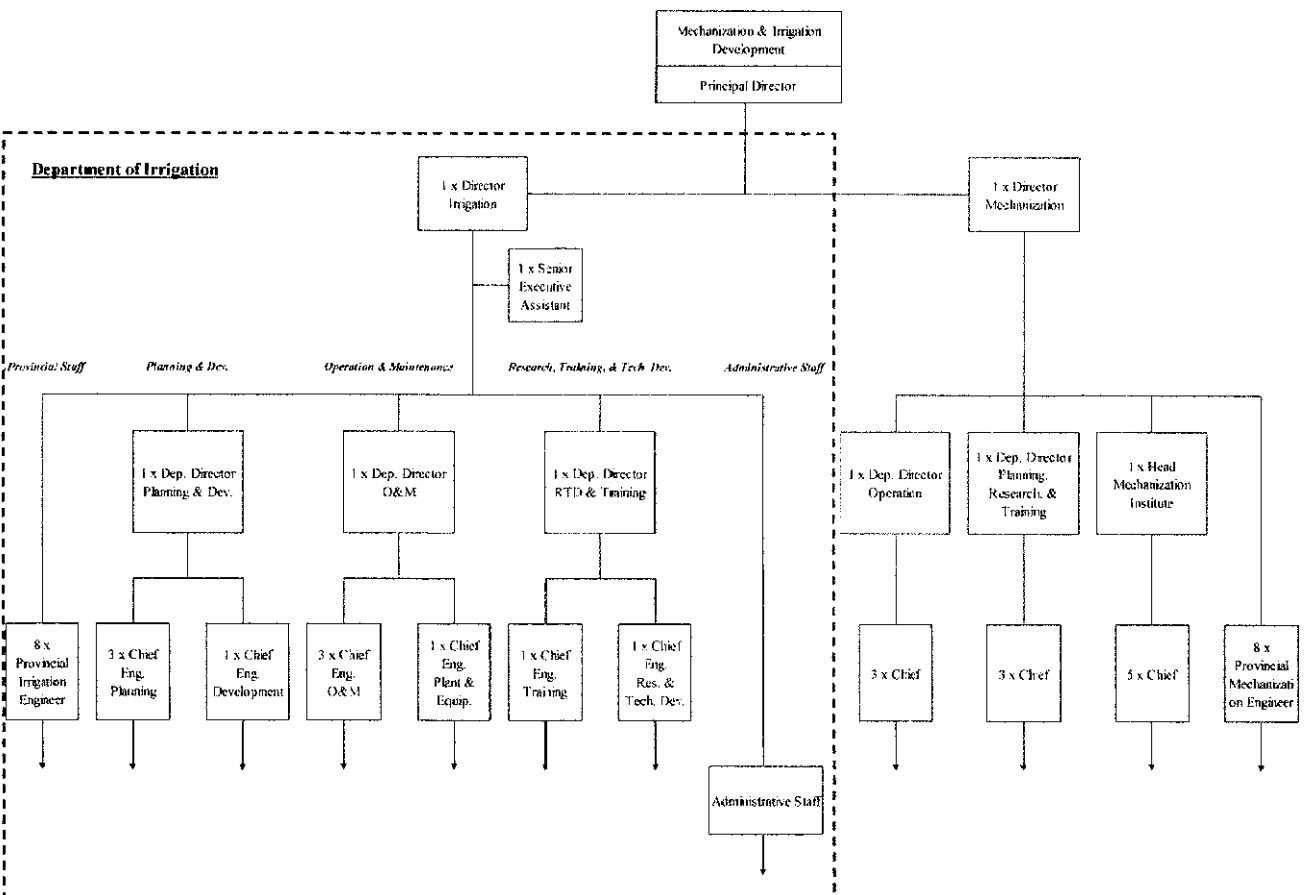 Mechanization & Irrigation
Development
Principal Director
Department of Irrigation
1 x Director
Irrigation
1 x Director
Mechanization
1 x Senior
Executive
Assistant
Provincial Staff
Planning & Dev.
Operation & Maintenance
Research, Training, & Tech. Dev.
Administrative Staff
1 x Dep. Director
Planning & Dev.
1 x Dep. Director
O&M
1 x Dep. Director
RTD & Training
1 x Dep. Director
Operation
1 x Dep. Director
Planning,
Research, &
Training
1 x Head
Mechanization
Institute
8 x
Provincial
Irrigation
Engineer
3 x Chief
Eng.
Planning
1 x Chief
Eng.
Development
3 x Chief
Eng.
O&M
1 x Chief
Eng.
Plant &
Equip.
1 x Chief
Eng.
Training
1 x Chief
Eng.
Res. &
Tech. Dev.
3 x Chief
3 x Chief
5 x Chief
8 x
Provincial
Mechanizati
on Engineer
Administrative Staff